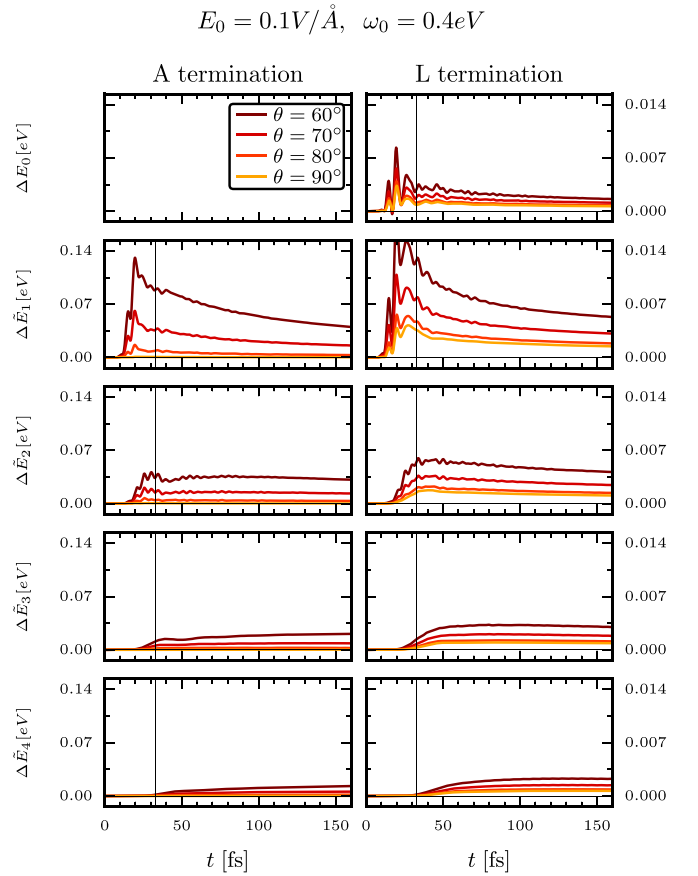 E₀ = 0.1V/Å, ω₀ = 0.4eV
A termination
L termination
ΔE₀[eV]
θ = 60°
θ = 70°
θ = 80°
θ = 90°
0.014
0.007
0.000
ΔẼ₁[eV]
0.14
0.07
0.00
0.014
0.007
0.000
ΔẼ₂[eV]
0.14
0.07
0.00
0.014
0.007
0.000
ΔẼ₃[eV]
0.14
0.07
0.00
0.014
0.007
0.000
ΔẼ₄[eV]
0.14
0.07
0.00
0.014
0.007
0.000
0 50 100 150
0 50 100 150
t [fs]
t [fs]